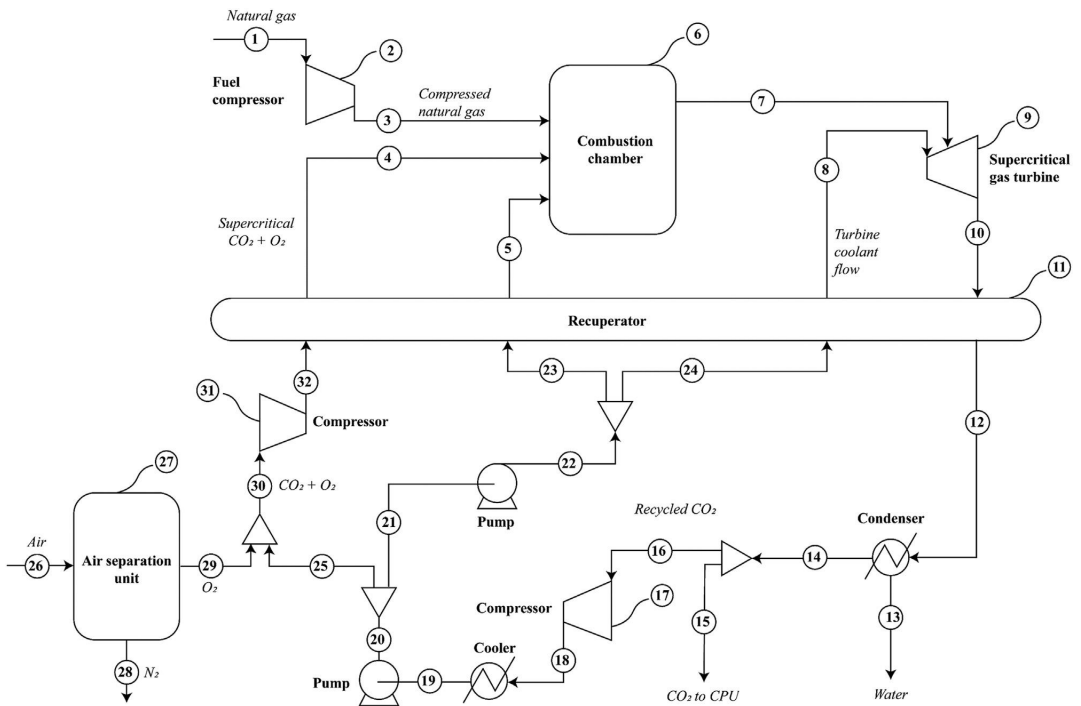 Natural gas
1
2
6
Fuel
compressor
Compressed
natural gas
3
7
Combustion
chamber
9
4
8
Supercritical
gas turbine
Supercritical
CO₂ + O₂
5
Turbine
coolant
flow
10
11
Recuperator
32
23
24
31
Compressor
12
22
27
30
CO₂ + O₂
Pump
21
Recycled CO₂
Condenser
Air
26
Air separation
unit
29
O₂
25
16
14
Compressor
17
15
13
20
Cooler
18
28
N₂
Pump
19
CO₂ to CPU
Water